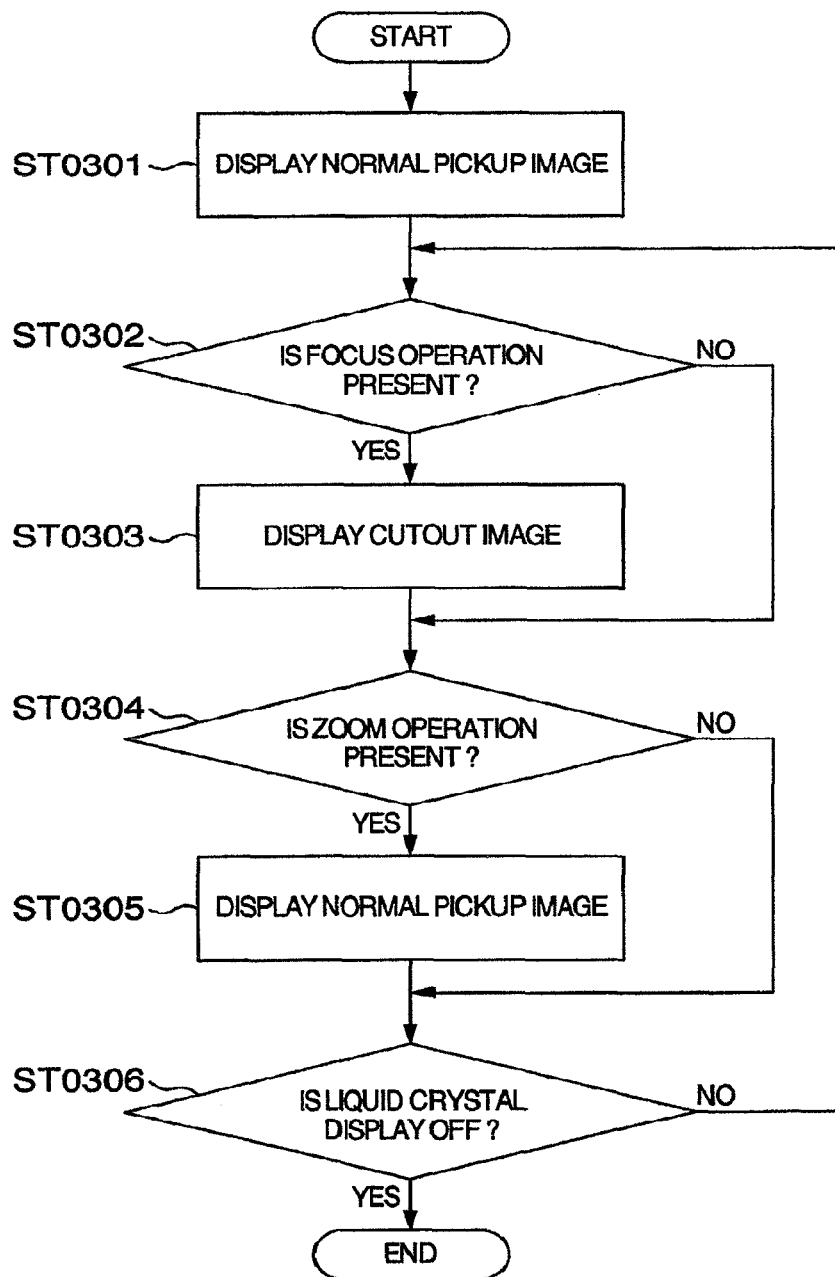 START
ST0301
DISPLAY NORMAL PICKUP IMAGE
ST0302
IS FOCUS OPERATION
PRESENT ?
NO
YES
ST0303
DISPLAY CUTOUT IMAGE
ST0304
IS ZOOM OPERATION
PRESENT ?
NO
YES
ST0305
DISPLAY NORMAL PICKUP IMAGE
ST0306
IS LIQUID CRYSTAL
DISPLAY OFF ?
NO
YES
END